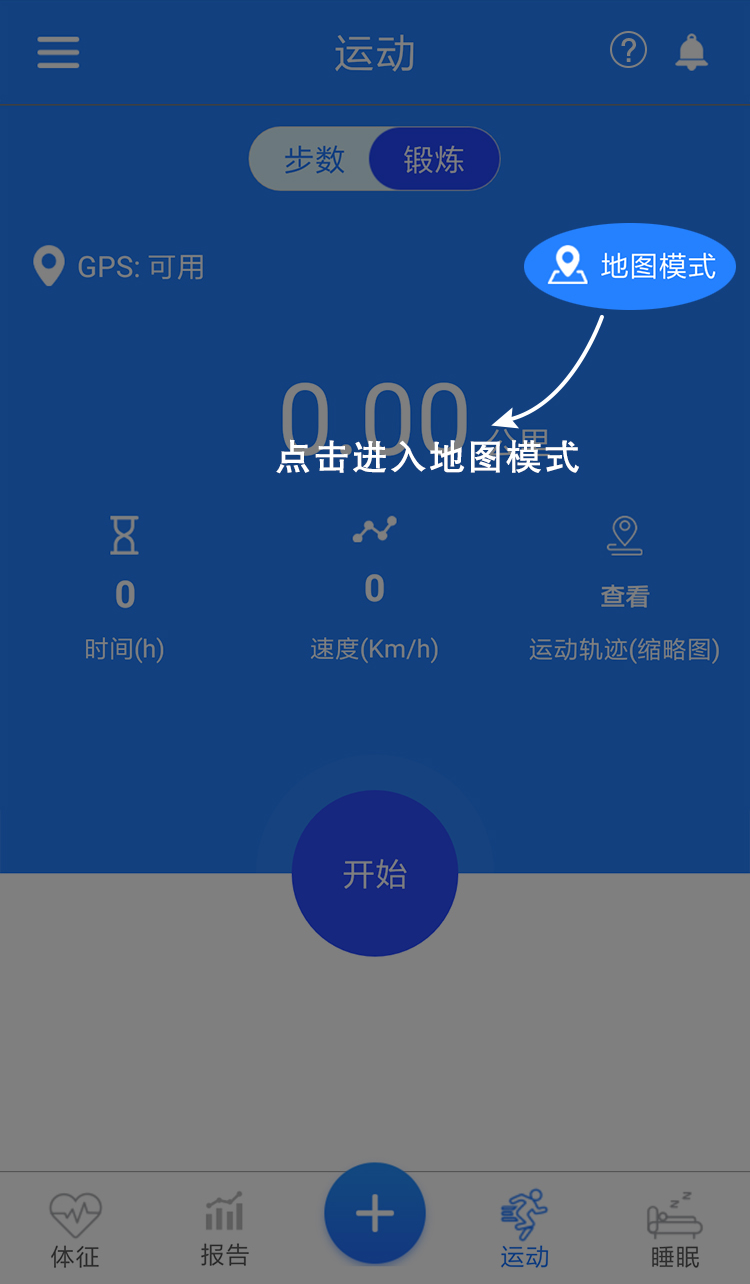 运动
步数 锻炼
GPS: 可用 地图模式
0.00 公里
点击进入地图模式
0 0 查看
时间(h) 速度(Km/h) 运动轨迹(缩略图)
开始
体征 报告 运动 睡眠